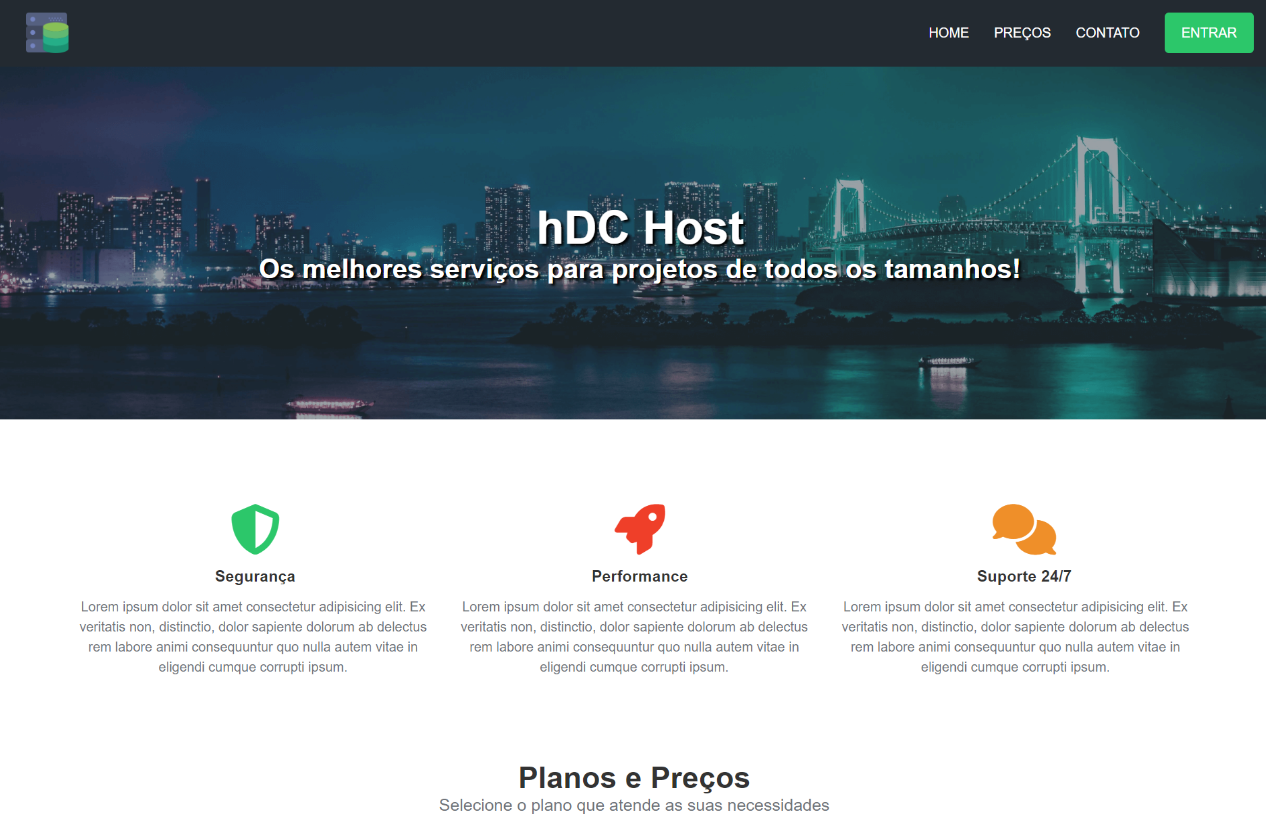 HOME PREÇOS CONTATO ENTRAR
hDC Host
Os melhores serviços para projetos de todos os tamanhos!
Segurança
Lorem ipsum dolor sit amet consectetur adipisicing elit. Ex
veritatis non, distinctio, dolor sapiente dolorum ab delectus
rem labore animi consequuntur quo nulla autem vitae in
eligendi cumque corrupti ipsum.
Performance
Lorem ipsum dolor sit amet consectetur adipisicing elit. Ex
veritatis non, distinctio, dolor sapiente dolorum ab delectus
rem labore animi consequuntur quo nulla autem vitae in
eligendi cumque corrupti ipsum.
Suporte 24/7
Lorem ipsum dolor sit amet consectetur adipisicing elit. Ex
veritatis non, distinctio, dolor sapiente dolorum ab delectus
rem labore animi consequuntur quo nulla autem vitae in
eligendi cumque corrupti ipsum.
Planos e Preços
Selecione o plano que atende as suas necessidades